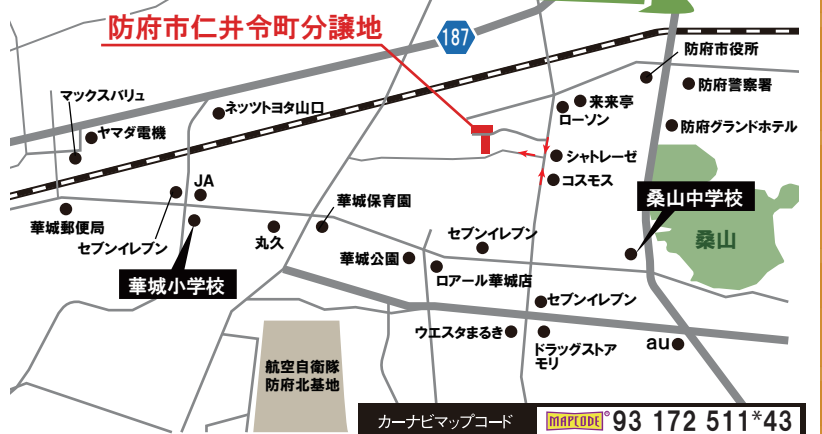 防府市仁井令町分譲地
187
防府市役所
マックスバリュ
ネッツトヨタ山口
来来亭
防府警察署
ローソン
ヤマダ電機
防府グランドホテル
シャトレーゼ
JA
コスモス
華城保育園
桑山中学校
華城郵便局
セブンイレブン
丸久
セブンイレブン
桑山
華城公園
ロアール華城店
華城小学校
セブンイレブン
ウエスタまるき
ドラッグストア
モリ
au
航空自衛隊
防府北基地
カーナビマップコード
MAPCODE® 93 172 511*43